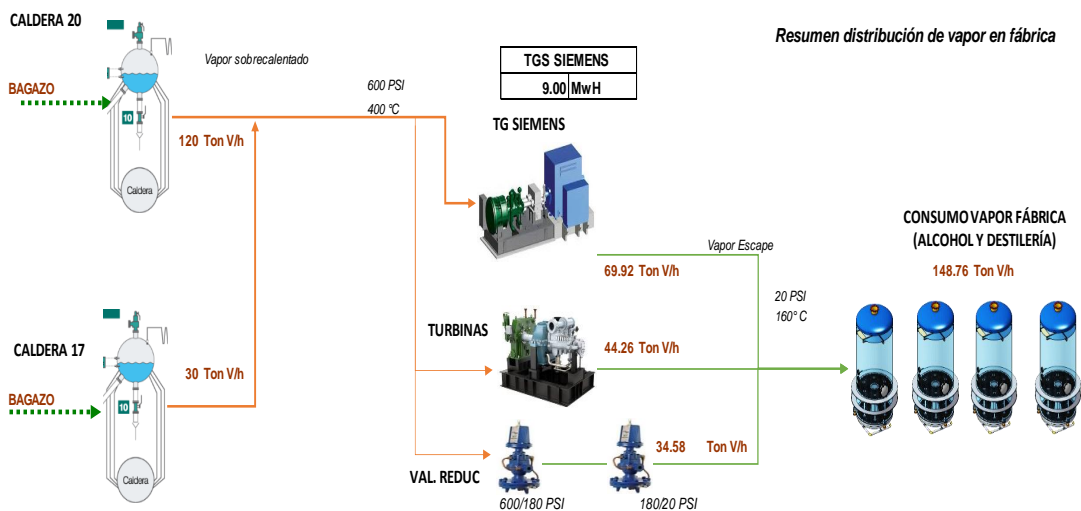 CALDERA 20
Resumen distribución de vapor en fábrica
Vapor sobrecalentado
TGS SIEMENS
9.00 MwH
BAGAZO
600 PSI
400 °C
10
120 Ton V/h
TG SIEMENS
Caldera
CONSUMO VAPOR FÁBRICA
(ALCOHOL Y DESTILERÍA)
148.76 Ton V/h
Vapor Escape
69.92 Ton V/h
20 PSI
160° C
TURBINAS
44.26 Ton V/h
CALDERA 17
30 Ton V/h
BAGAZO
10
Caldera
34.58 Ton V/h
VAL. REDUC
600/180 PSI
180/20 PSI